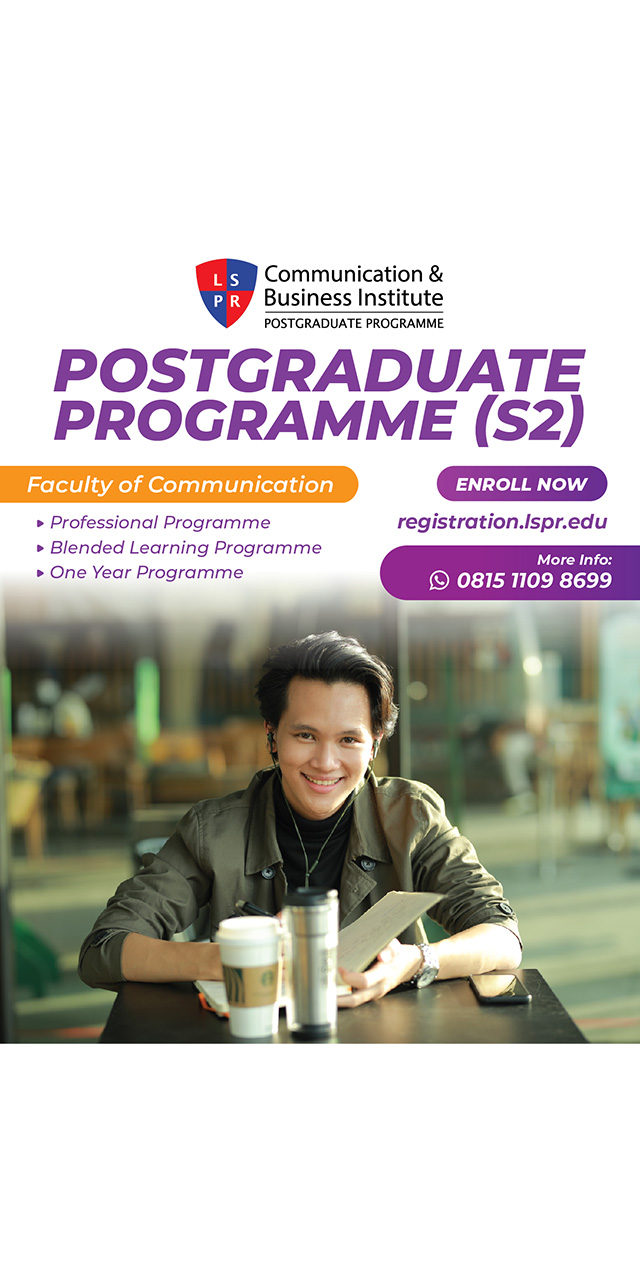 L S
P R
Communication &
Business Institute
POSTGRADUATE PROGRAMME
POSTGRADUATE
PROGRAMME (S2)
Faculty of Communication
Professional Programme
Blended Learning Programme
One Year Programme
ENROLL NOW
registration.lspr.edu
More Info:
0815 1109 8699